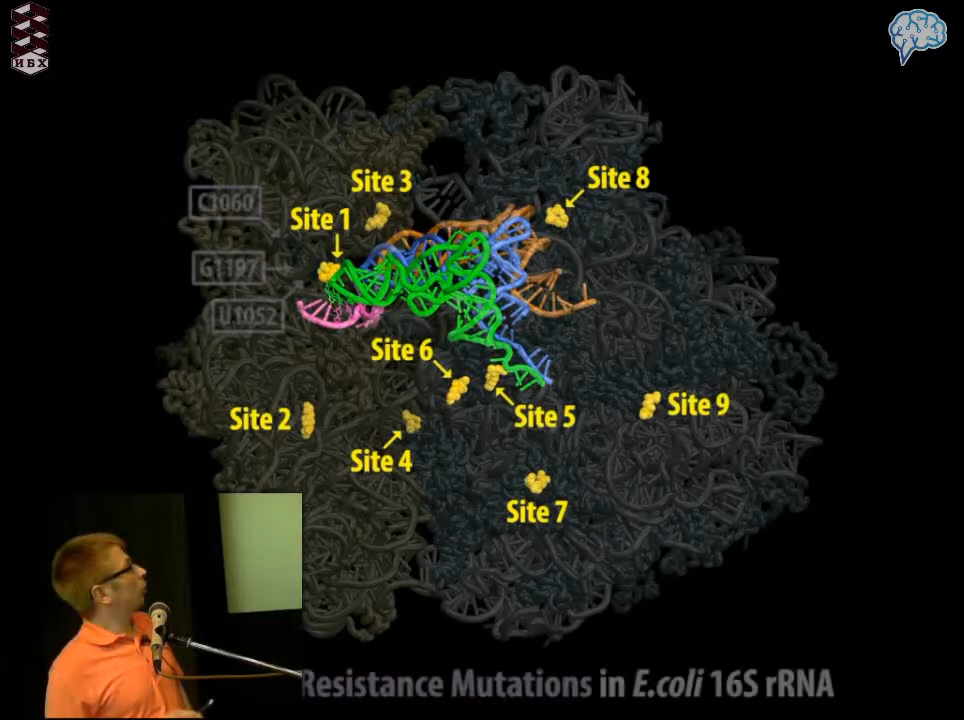 ИБХ
Site 8
Site 3
C1060
Site 1
G1197
U1052
Site 6
Site 9
Site 2
Site 5
Site 4
Site 7
Resistance Mutations in E.coli 16S rRNA